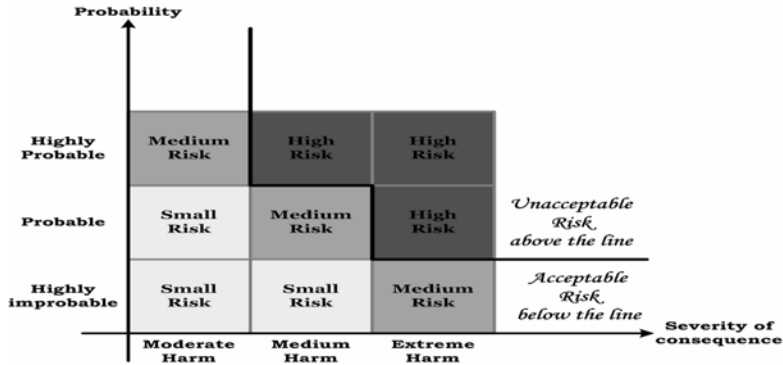 Probability
Highly
Probable
Medium
Risk
High
Risk
High
Risk
Probable
Small
Risk
Medium
Risk
High
Risk
Unacceptable
Risk
above the line
Highly
improbable
Small
Risk
Small
Risk
Medium
Risk
Acceptable
Risk
below the line
Moderate
Harm
Medium
Harm
Extreme
Harm
Severity of
consequence